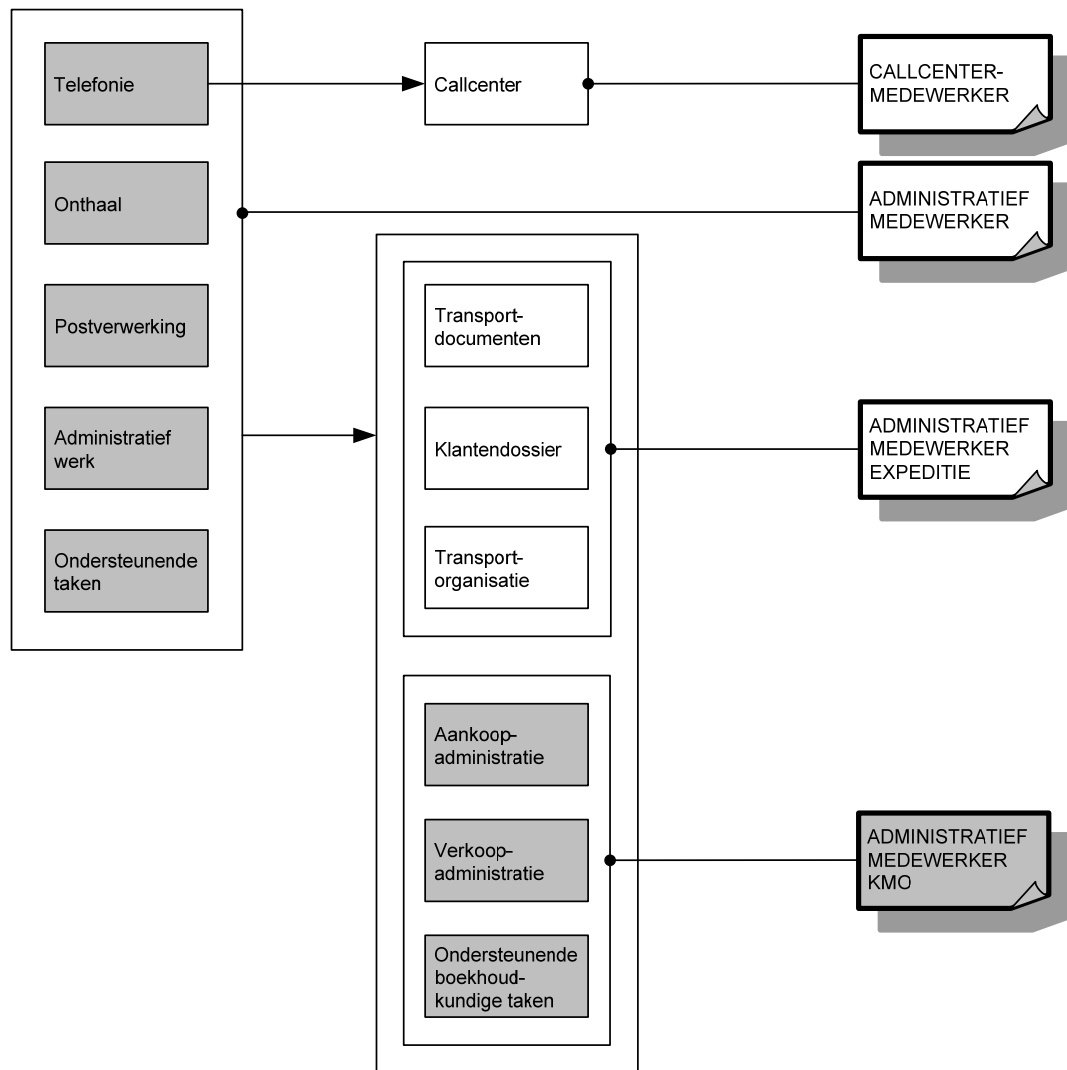 Telefonie
Callcenter
CALLCENTER-
MEDEWERKER
Onthaal
ADMINISTRATIEF
MEDEWERKER
Postverwerking
Transport-
documenten
Administratief
werk
Klantendossier
ADMINISTRATIEF
MEDEWERKER
EXPEDITIE
Ondersteunende
taken
Transport-
organisatie
Aankoop-
administratie
Verkoop-
administratie
ADMINISTRATIEF
MEDEWERKER
KMO
Ondersteunende
boekhoud-
kundige taken